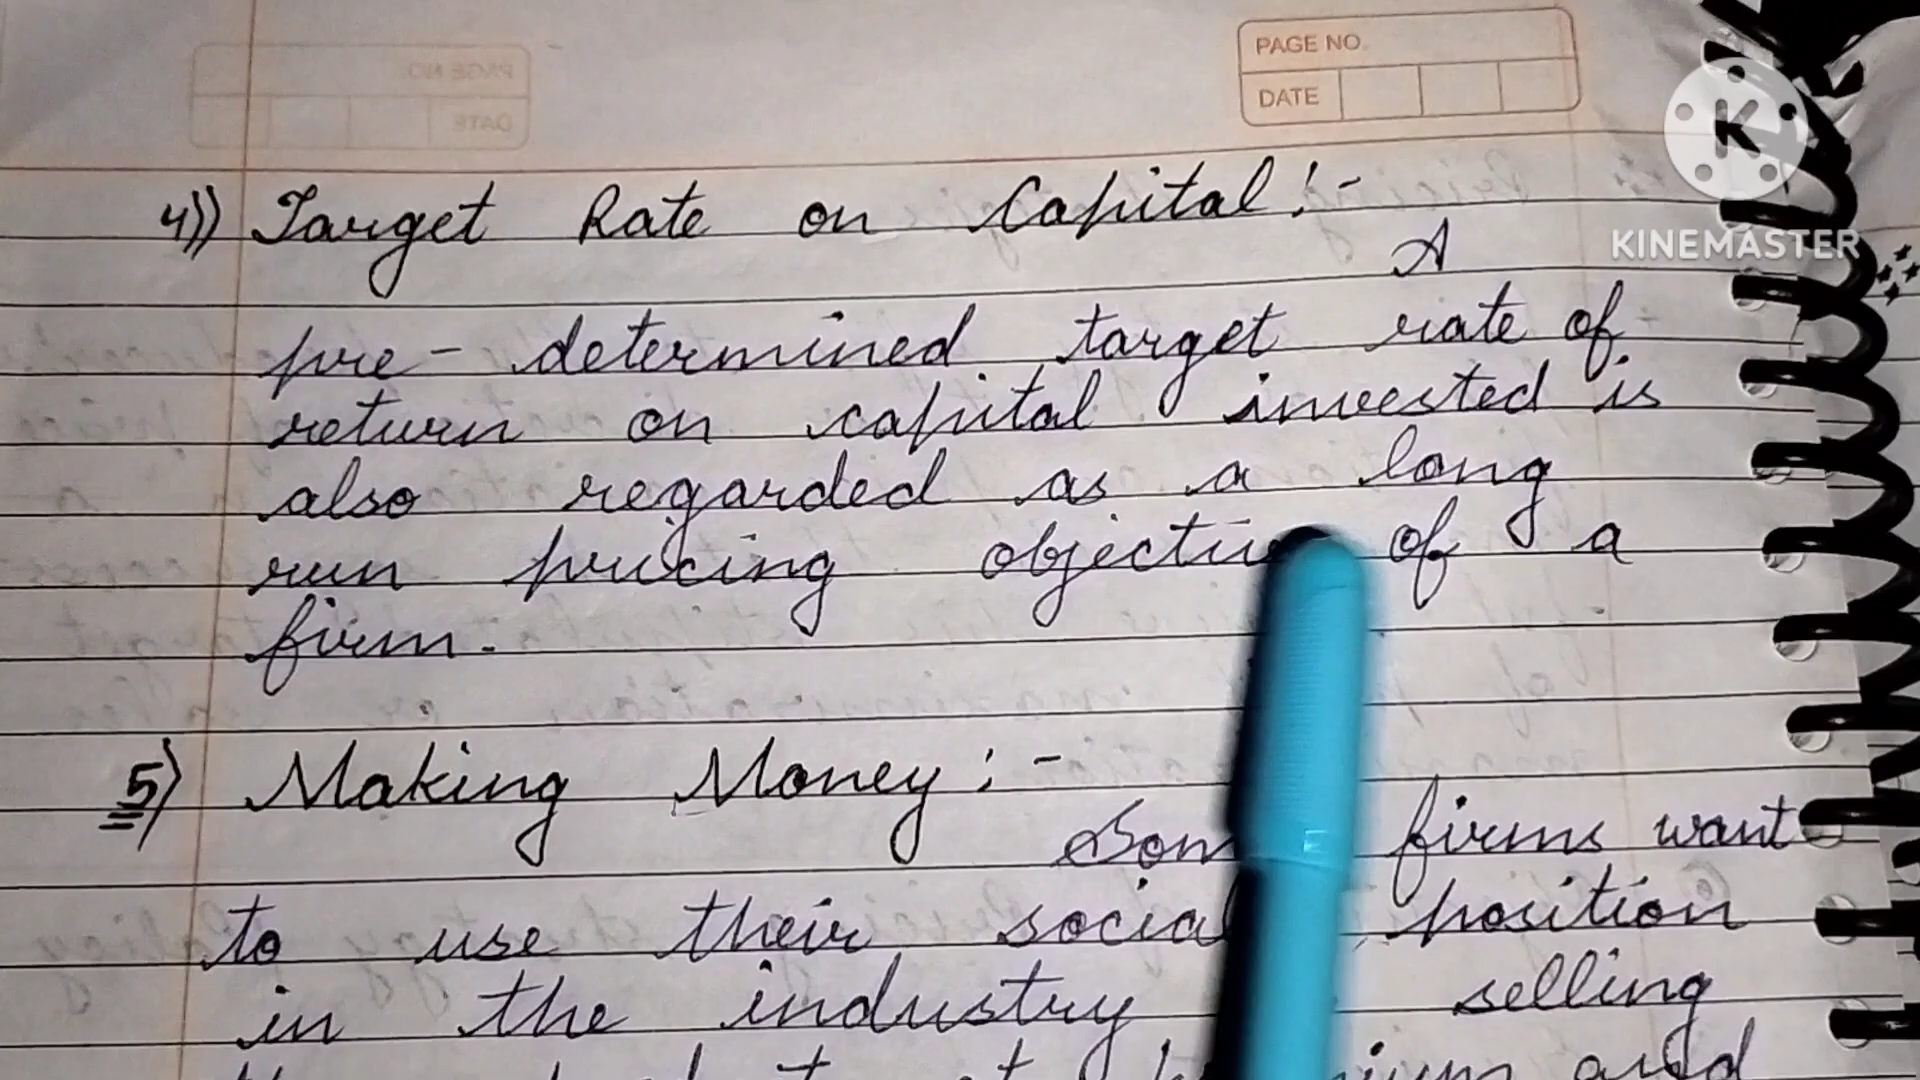 PAGE NO.
DATE
KINEMASTER
4)) Target Rate on Capital :-
A
pre-determined target rate of
return on capital invested is
also regarded as a long
run pricing of a
firm.
5) Making Money :-
firms want
to use their social position
in the industry selling
and